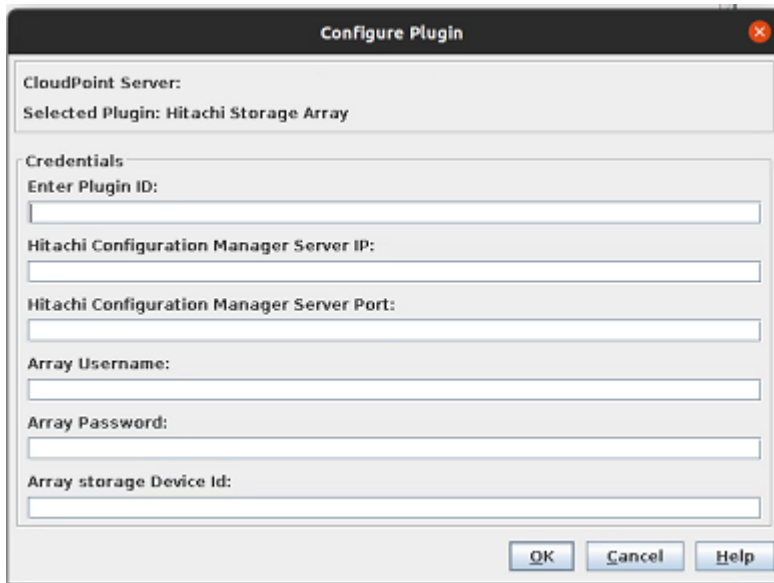 Configure Plugin
CloudPoint Server:
Selected Plugin: Hitachi Storage Array
Credentials
Enter Plugin ID:
Hitachi Configuration Manager Server IP:
Hitachi Configuration Manager Server Port:
Array Username:
Array Password:
Array storage Device Id:
OK Cancel Help